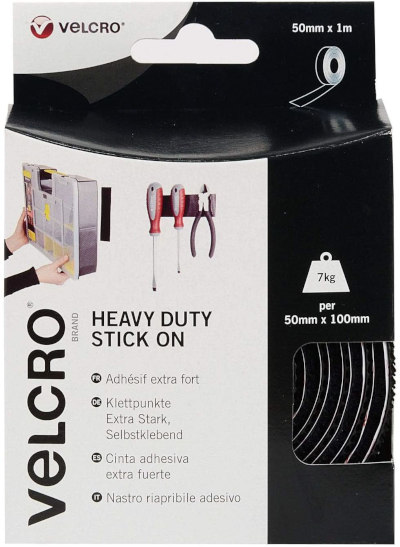 VELCRO®
50mm x 1m
7kg
per
50mm x 100mm
VELCRO®
BRAND
HEAVY DUTY
STICK ON
FR Adhésif extra fort
DE Klettpunkte
Extra Stark,
Selbstklebend
ES Cinta adhesiva
extra fuerte
IT Nastro riapribile adesivo